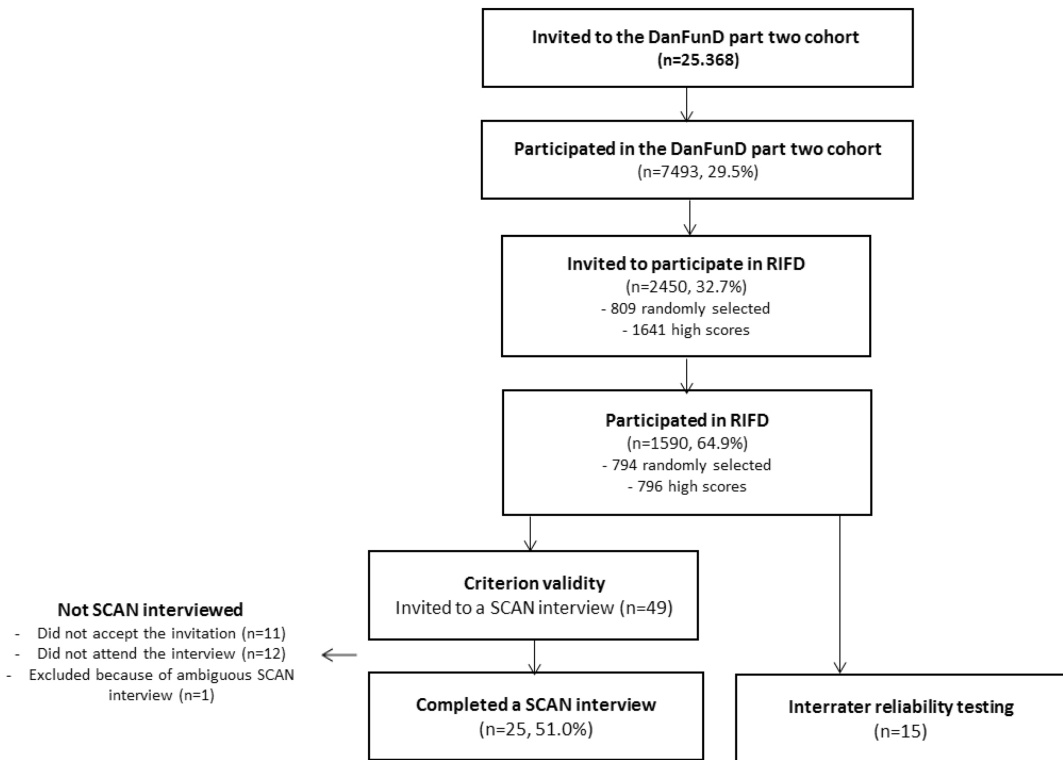 Invited to the DanFunD part two cohort
(n=25.368)
Participated in the DanFunD part two cohort
(n=7493, 29.5%)
Invited to participate in RIFD
(n=2450, 32.7%)
- 809 randomly selected
- 1641 high scores
Participated in RIFD
(n=1590, 64.9%)
- 794 randomly selected
- 796 high scores
Criterion validity
Invited to a SCAN interview (n=49)
Not SCAN interviewed
- Did not accept the invitation (n=11)
- Did not attend the interview (n=12)
- Excluded because of ambiguous SCAN
interview (n=1)
Completed a SCAN interview
(n=25, 51.0%)
Interrater reliability testing
(n=15)